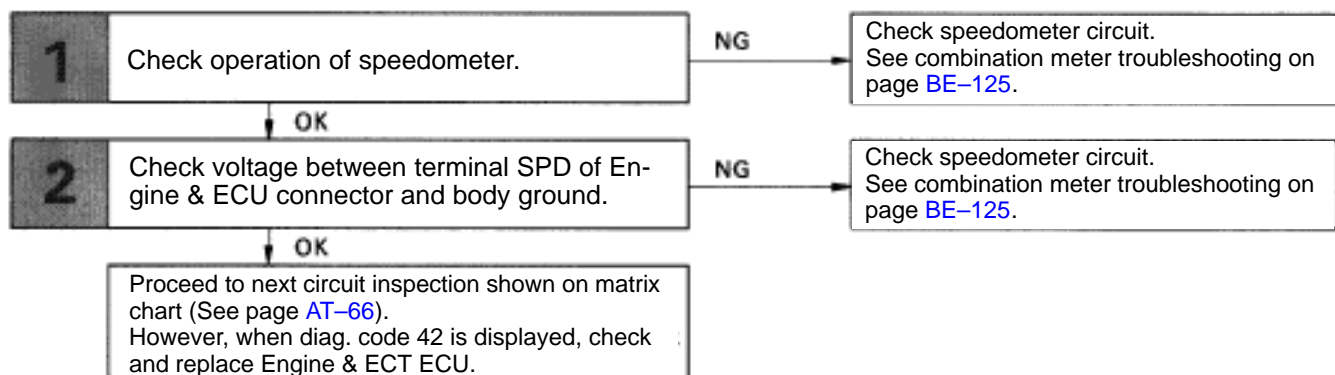 1
Check operation of speedometer.
NG
Check speedometer circuit.
See combination meter troubleshooting on
page BE–125.
OK
2
Check voltage between terminal SPD of En-
gine & ECU connector and body ground.
NG
Check speedometer circuit.
See combination meter troubleshooting on
page BE–125.
OK
Proceed to next circuit inspection shown on matrix
chart (See page AT–66).
However, when diag. code 42 is displayed, check
and replace Engine & ECT ECU.